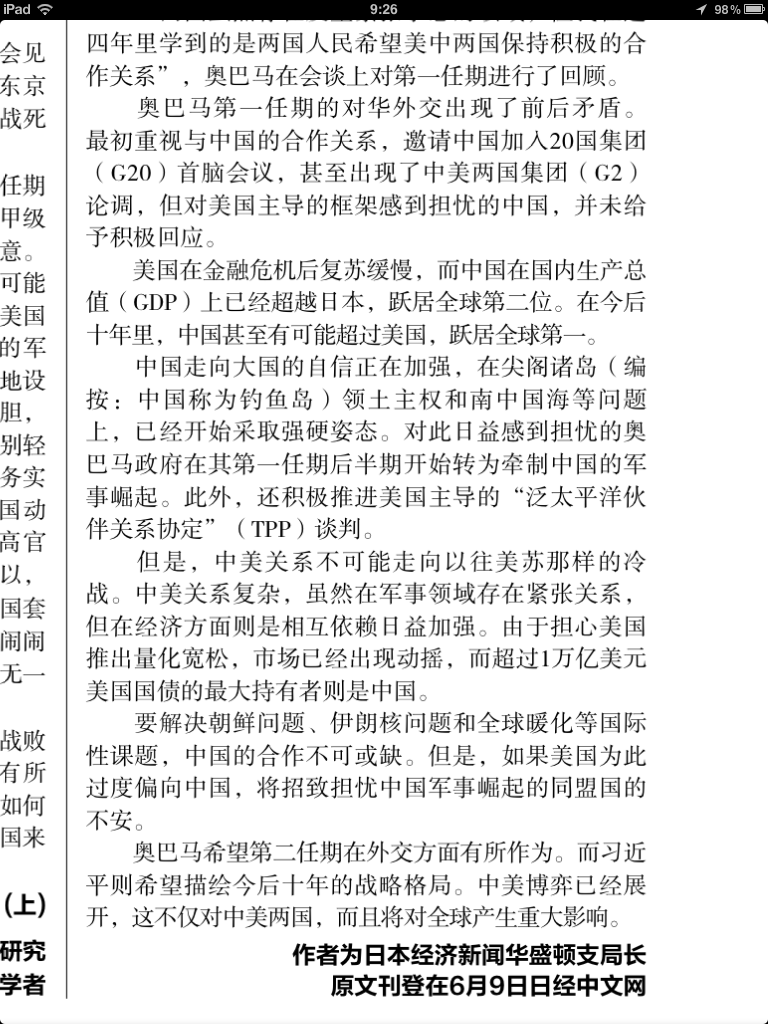 iPad 9:26 98%
会见
东京
战死
任期
甲级
意。
可能
美国
的军
地设
胆，
别轻
务实
国动
高官
以，
国套
闹闹
无一
战败
有所
如何
国来
（上）
研究
学者
四年里学到的是两国人民希望美中两国保持积极的合
作关系”，奥巴马在会谈上对第一任期进行了回顾。
奥巴马第一任期的对华外交出现了前后矛盾。
最初重视与中国的合作关系，邀请中国加入20国集团
（G20）首脑会议，甚至出现了中美两国集团（G2）
论调，但对美国主导的框架感到担忧的中国，并未给
予积极回应。
美国在金融危机后复苏缓慢，而中国在国内生产总
值（GDP）上已经超越日本，跃居全球第二位。在今后
十年里，中国甚至有可能超过美国，跃居全球第一。
中国走向大国的自信正在加强，在尖阁诸岛（编
按：中国称为钓鱼岛）领土主权和南中国海等问题
上，已经开始采取强硬姿态。对此日益感到担忧的奥
巴马政府在其第一任期后半期开始转为牵制中国的军
事崛起。此外，还积极推进美国主导的“泛太平洋伙
伴关系协定”（TPP）谈判。
但是，中美关系不可能走向以往美苏那样的冷
战。中美关系复杂，虽然在军事领域存在紧张关系，
但在经济方面则是相互依赖日益加强。由于担心美国
推出量化宽松，市场已经出现动摇，而超过1万亿美元
美国国债的最大持有者则是中国。
要解决朝鲜问题、伊朗核问题和全球暖化等国际
性课题，中国的合作不可或缺。但是，如果美国为此
过度偏向中国，将招致担忧中国军事崛起的同盟国的
不安。
奥巴马希望第二任期在外交方面有所作为。而习近
平则希望描绘今后十年的战略格局。中美博弈已经展
开，这不仅对中美两国，而且将对全球产生重大影响。
作者为日本经济新闻华盛顿支局长
原文刊登在6月9日日经中文网